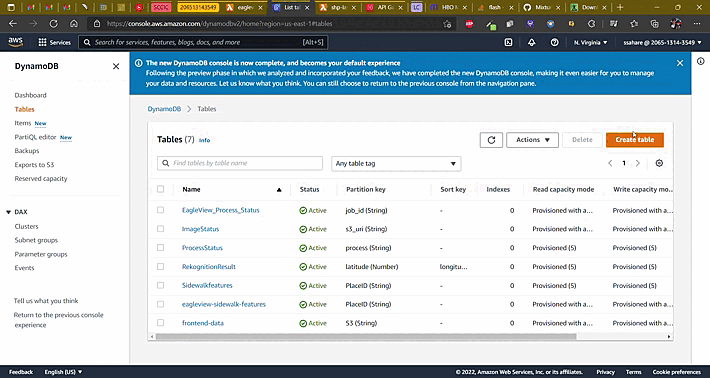 SCDC
206513143549
eaglev
List ta
shp-la
API Ga
LC
HBO M
flash
Mixtu
Down
https://console.aws.amazon.com/dynamodbv2/home?region=us-east-1#tables
aws
Services
Search for services, features, blogs, docs, and more
[Alt+S]
N. Virginia
ssahare @ 2065-1314-3549
DynamoDB
The new DynamoDB console is now complete, and becomes your default experience
Following the preview phase in which we analyzed and incorporated your feedback, we have completed the new DynamoDB console, making it even easier for you to manage
your data and resources. Let us know what you think. You can still choose to return to the previous console from the navigation pane.
Dashboard
Tables
Items New
PartiQL editor New
Backups
Exports to S3
Reserved capacity
DAX
Clusters
Subnet groups
Parameter groups
Events
Tell us what you think
Return to the previous console
experience
DynamoDB > Tables
Tables (7) Info
Actions
Delete
Create table
Find tables by table name
Any table tag
1
Name Status Partition key Sort key Indexes Read capacity mode Write capacity mo...
EagleView_Process_Status Active job_id (String) - 0 Provisioned with a... Provisioned with a...
ImageStatus Active s3_uri (String) - 0 Provisioned with a... Provisioned with a...
ProcessStatus Active process (String) - 0 Provisioned (5) Provisioned (5)
RekognitionResult Active latitude (Number) longitu... 0 Provisioned (5) Provisioned (5)
Sidewalkfeatures Active PlaceID (String) - 0 Provisioned with a... Provisioned with a...
eagleview-sidewalk-features Active PlaceID (String) - 0 Provisioned with a... Provisioned with a...
frontend-data Active S3 (String) - 0 Provisioned with a... Provisioned with a...
Feedback English (US)
© 2022, Amazon Web Services, Inc. or its affiliates. Privacy Terms Cookie preferences